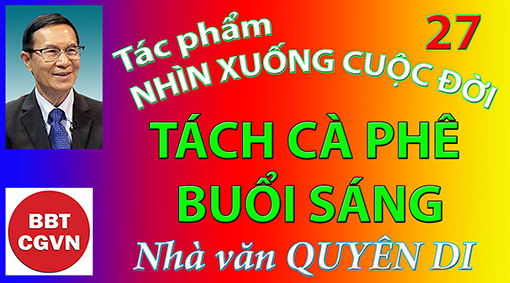 27
Tác phẩm
NHÌN XUỐNG CUỘC ĐỜI
TÁCH CÀ PHÊ
BUỔI SÁNG
BBT
CGVN
Nhà văn QUYÊN DI